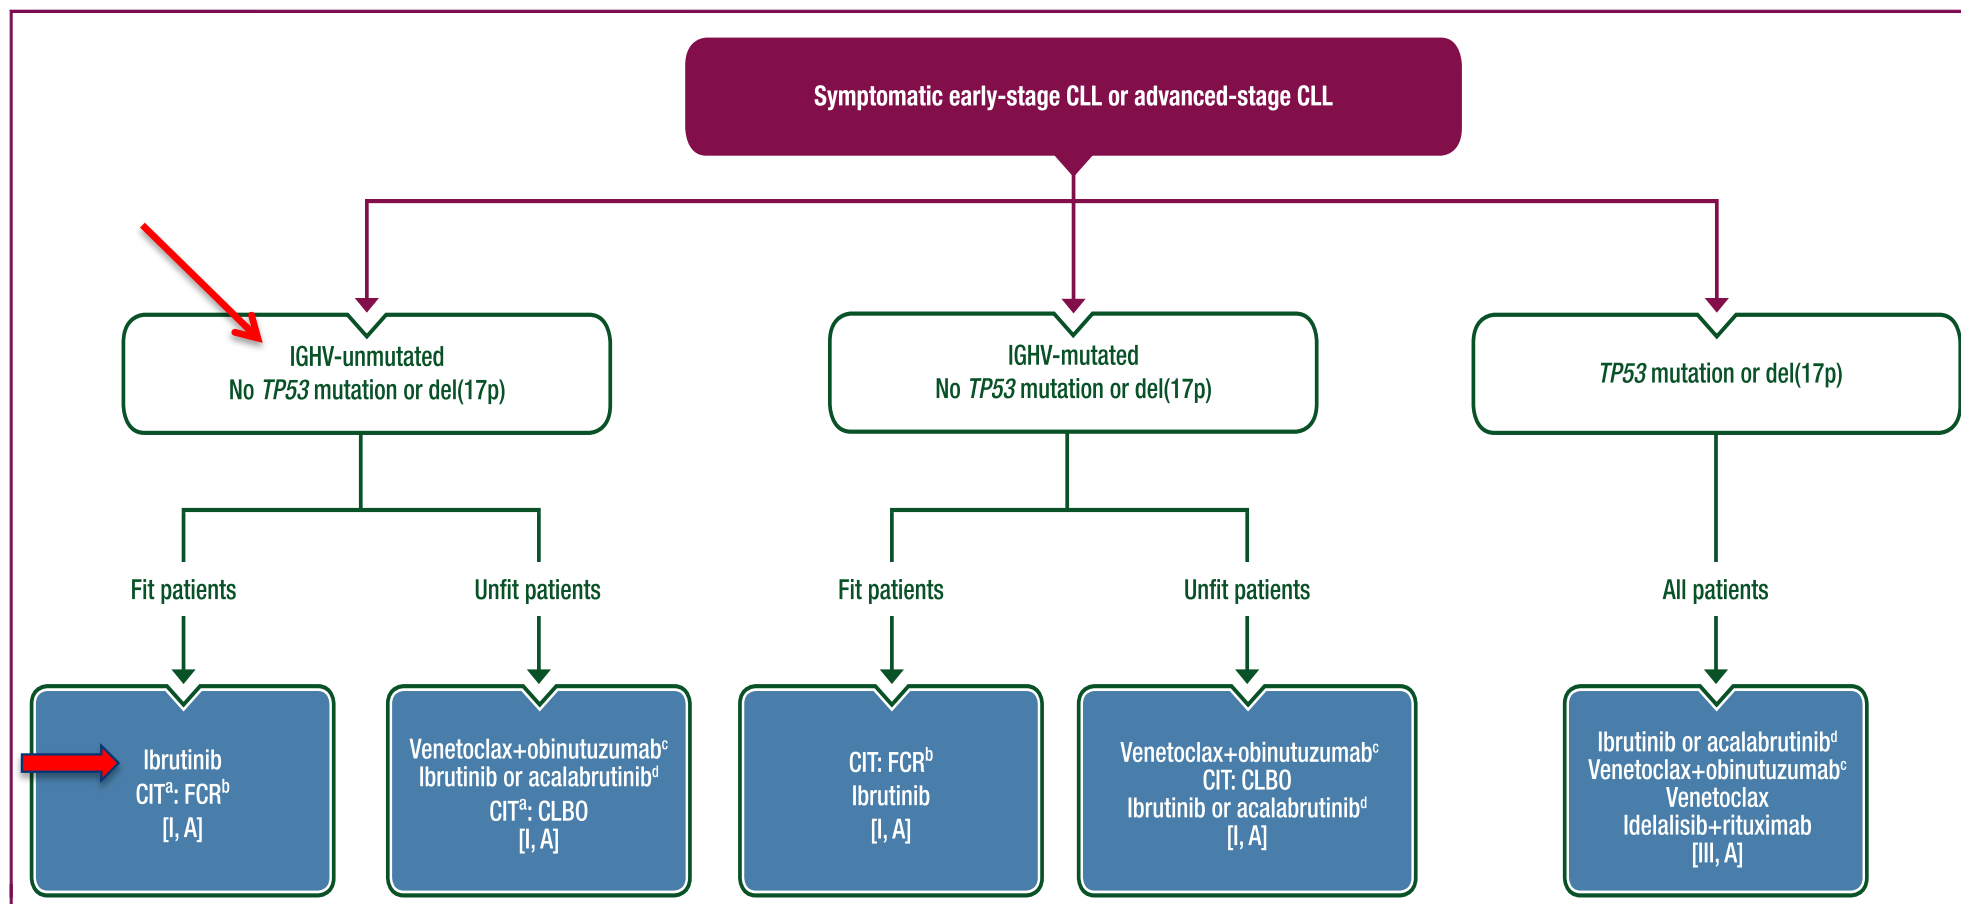 Symptomatic early-stage CLL or advanced-stage CLL
IGHV-unmutated
No TP53 mutation or del(17p)
IGHV-mutated
No TP53 mutation or del(17p)
TP53 mutation or del(17p)
Fit patients
Unfit patients
Fit patients
Unfit patients
All patients
Ibrutinib
CITa: FCRb
[I, A]
Venetoclax+obinutuzumabc
Ibrutinib or acalabrutinibd
CITa: CLBO
[I, A]
CIT: FCRb
Ibrutinib
[I, A]
Venetoclax+obinutuzumabc
CIT: CLBO
Ibrutinib or acalabrutinibd
[I, A]
Ibrutinib or acalabrutinibd
Venetoclax+obinutuzumabc
Venetoclax
Idelalisib+rituximab
[III, A]